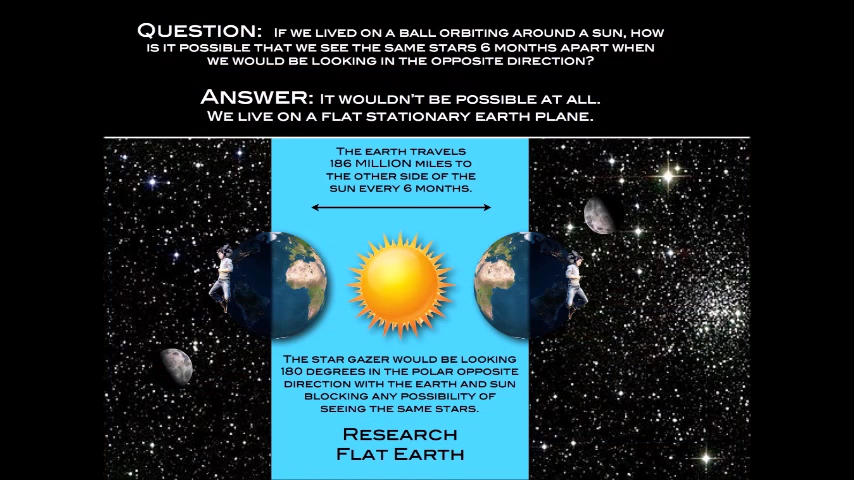 QUESTION: IF WE LIVED ON A BALL ORBITING AROUND A SUN, HOW
IS IT POSSIBLE THAT WE SEE THE SAME STARS 6 MONTHS APART WHEN
WE WOULD BE LOOKING IN THE OPPOSITE DIRECTION?
ANSWER: IT WOULDN'T BE POSSIBLE AT ALL.
WE LIVE ON A FLAT STATIONARY EARTH PLANE.
THE EARTH TRAVELS
186 MILLION MILES TO
THE OTHER SIDE OF THE
SUN EVERY 6 MONTHS.
THE STAR GAZER WOULD BE LOOKING
180 DEGREES IN THE POLAR OPPOSITE
DIRECTION WITH THE EARTH AND SUN
BLOCKING ANY POSSIBILITY OF
SEEING THE SAME STARS.
RESEARCH
FLAT EARTH